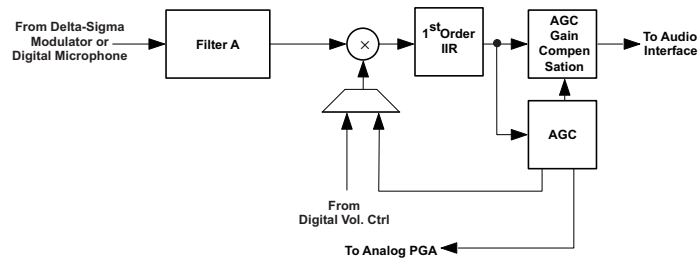 From Delta-Sigma
Modulator or
Digital Microphone
Filter A
×
1st Order
IIR
AGC
Gain
Compen
Sation
To Audio
Interface
AGC
From
Digital Vol. Ctrl
To Analog PGA